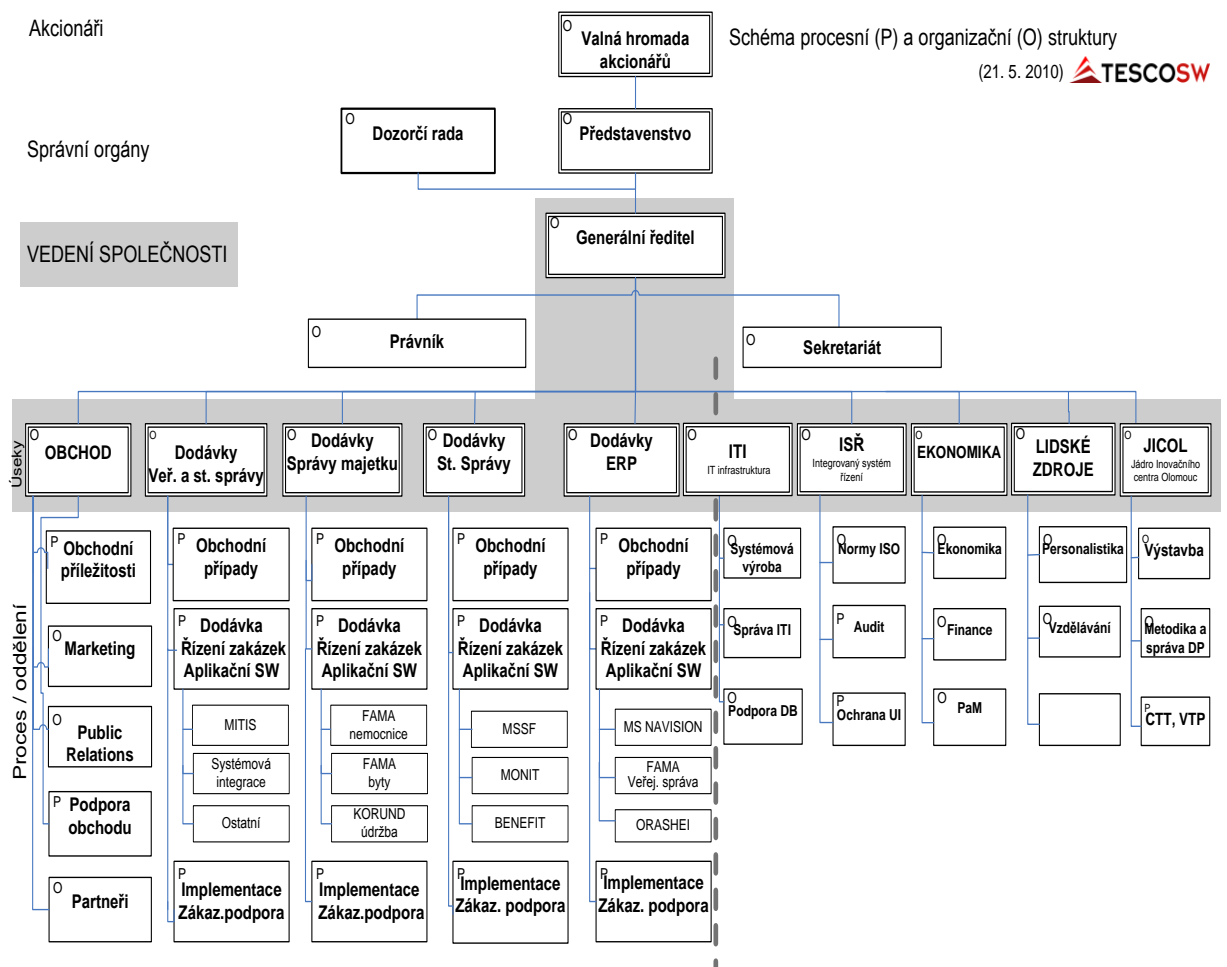 Akcionáři
O
Valná hromada
akcionářů
Schéma procesní (P) a organizační (O) struktury
(21. 5. 2010) TESCOSW
Správní orgány
O
Dozorčí rada
O
Představenstvo
VEDENÍ SPOLEČNOSTI
O
Generální ředitel
O
Právník
O
Sekretariát
Úseky
O
OBCHOD
O
Dodávky
Veř. a st. správy
O
Dodávky
Správy majetku
O
Dodávky
St. Správy
O
Dodávky
ERP
O
ITI
IT infrastruktura
O
ISŘ
Integrovaný systém
řízení
O
EKONOMIKA
O
LIDSKÉ
ZDROJE
O
JICOL
Jádro Inovačního
centra Olomouc
Proces / oddělení
P
Obchodní
příležitosti
O
Marketing
O
Public
Relations
P
Podpora
obchodu
O
Partneři
P
Obchodní
případy
P
Dodávka
Řízení zakázek
Aplikační SW
MITIS
Systémová
integrace
Ostatní
P
Implementace
Zákaz.podpora
P
Obchodní
případy
P
Dodávka
Řízení zakázek
Aplikační SW
FAMA
nemocnice
FAMA
byty
KORUND
údržba
P
Implementace
Zákaz.podpora
P
Obchodní
případy
P
Dodávka
Řízení zakázek
Aplikační SW
MSSF
MONIT
BENEFIT
P
Implementace
Zákaz. podpora
P
Obchodní
případy
P
Dodávka
Řízení zakázek
Aplikační SW
MS NAVISION
FAMA
Veřej. správa
ORASHEI
P
Implementace
Zákaz. podpora
O
Systémová
výroba
O
Správa ITI
O
Podpora DB
O
Normy ISO
P
Audit
P
Ochrana UI
O
Ekonomika
O
Finance
O
PaM
O
Personalistika
O
Vzdělávání
O
Výstavba
O
Metodika a
správa DP
P
CTT, VTP